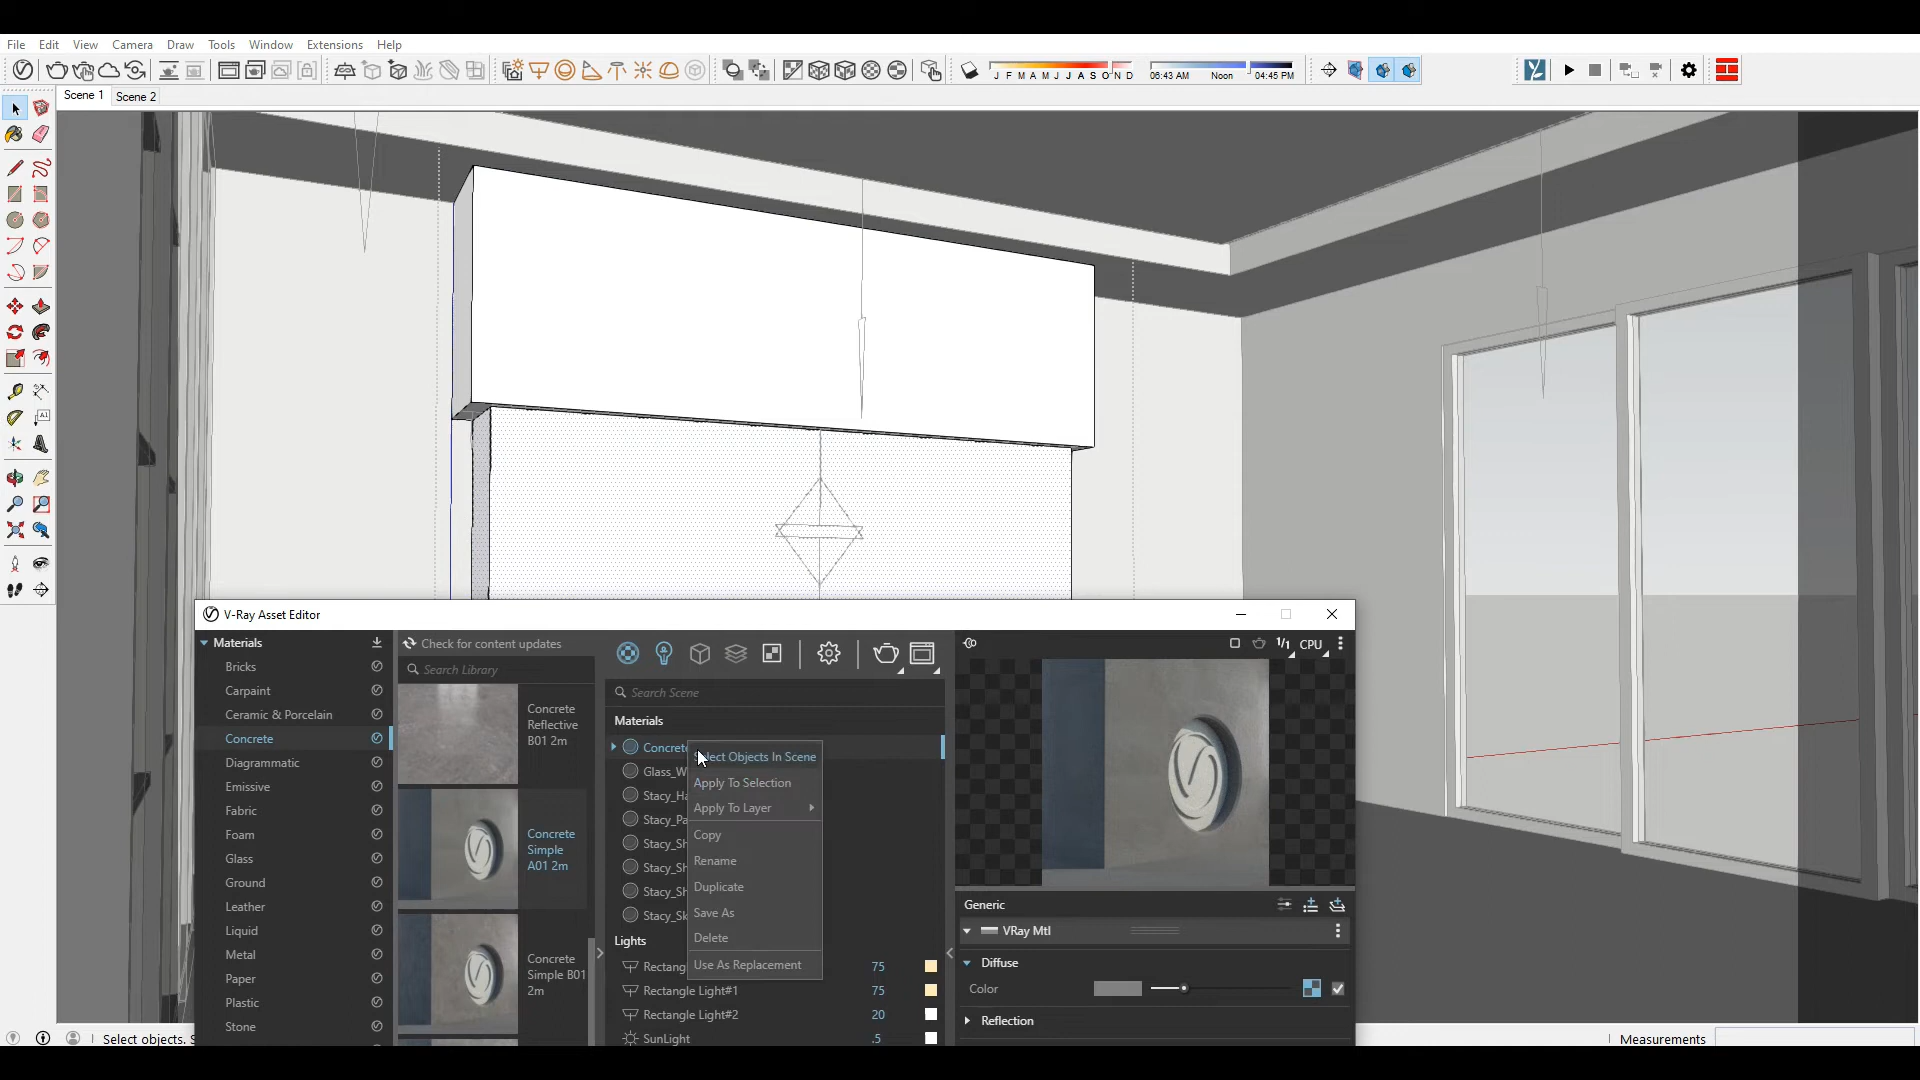 File Edit View Camera Draw Tools Window Extensions Help
J F M A M J J A S O N D 06:43 AM Noon 04:45 PM
Scene 1 Scene 2
V-Ray Asset Editor
Materials
Bricks
Carpaint
Ceramic & Porcelain
Concrete
Diagrammatic
Emissive
Fabric
Foam
Glass
Ground
Leather
Liquid
Metal
Paper
Plastic
Stone
Check for content updates
Search Library
Concrete
Reflective
B01 2m
Concrete
Simple
A01 2m
Concrete
Simple B01
2m
Search Scene
Materials
Concrete
Glass_W
Stacy_Ha
Stacy_Pa
Stacy_Sh
Stacy_Sh
Stacy_Sh
Stacy_Sk
Select Objects In Scene
Apply To Selection
Apply To Layer
Copy
Rename
Duplicate
Save As
Delete
Use As Replacement
Lights
Rectang 75
Rectangle Light#1 75
Rectangle Light#2 20
SunLight .5
1/1 CPU
Generic
VRay Mtl
Diffuse
Color
Reflection
Select objects. S
Measurements